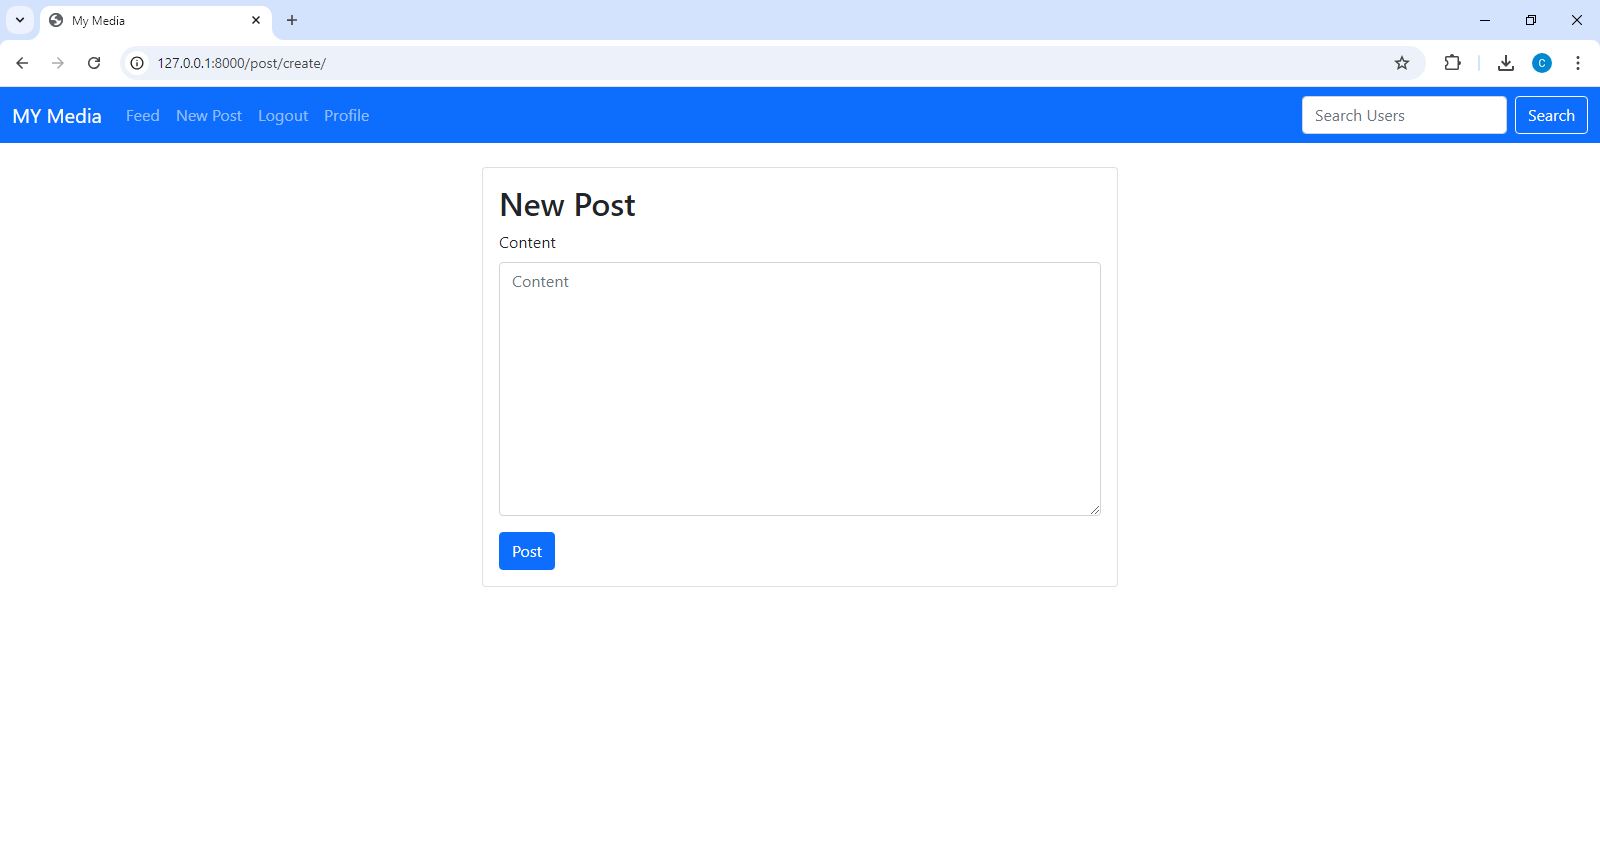 My Media
127.0.0.1:8000/post/create/
C
MY Media Feed New Post Logout Profile Search Users Search
New Post
Content
Content
Post